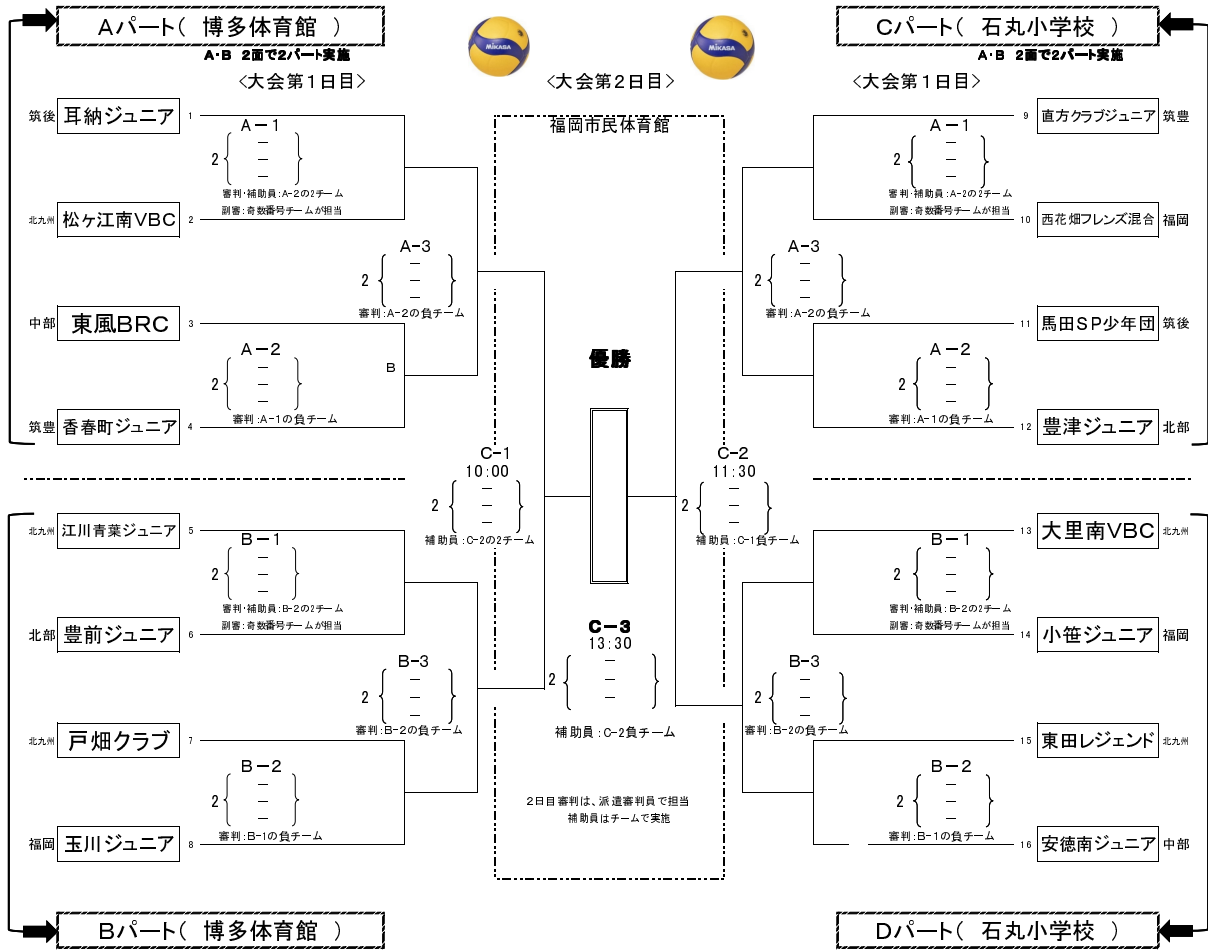 Aパート( 博多体育館 )
A・B 2面で2パート実施
<大会第1日目>
筑後 耳納ジュニア 1
A-1
2
審判・補助員:A-2の2チーム
副審:奇数番号チームが担当
北九州 松ヶ江南VBC 2
A-3
2
審判:A-2の負チーム
中部 東風BRC 3
A-2
2
B
審判:A-1の負チーム
筑豊 香春町ジュニア 4
北九州 江川青葉ジュニア 5
B-1
2
審判・補助員:B-2の2チーム
副審:奇数番号チームが担当
北部 豊前ジュニア 6
B-3
2
審判:B-2の負チーム
北九州 戸畑クラブ 7
B-2
2
審判:B-1の負チーム
福岡 玉川ジュニア 8
Bパート( 博多体育館 )
MIKASA
MIKASA
<大会第2日目>
福岡市民体育館
優勝
C-1
10:00
2
補助員:C-2の2チーム
C-2
11:30
2
補助員:C-1負チーム
C-3
13:30
2
補助員:C-2負チーム
2日目審判は、派遣審判員で担当
補助員はチームで実施
Cパート( 石丸小学校 )
A・B 2面で2パート実施
<大会第1日目>
9 直方クラブジュニア 筑豊
A-1
2
審判・補助員:A-2の2チーム
副審:奇数番号チームが担当
10 西花畑フレンズ混合 福岡
A-3
2
審判:A-2の負チーム
11 馬田SP少年団 筑後
A-2
2
審判:A-1の負チーム
12 豊津ジュニア 北部
13 大里南VBC 北九州
B-1
2
審判・補助員:B-2の2チーム
副審:奇数番号チームが担当
14 小笹ジュニア 福岡
B-3
2
審判:B-2の負チーム
15 東田レジェンド 北九州
B-2
2
審判:B-1の負チーム
16 安徳南ジュニア 中部
Dパート( 石丸小学校 )